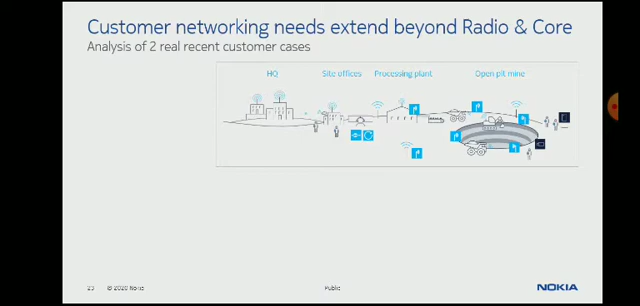 Customer networking needs extend beyond Radio & Core
Analysis of 2 real recent customer cases
HQ
Site offices
Processing plant
Open pit mine
23
© 2020 Nokia
Public
NOKIA